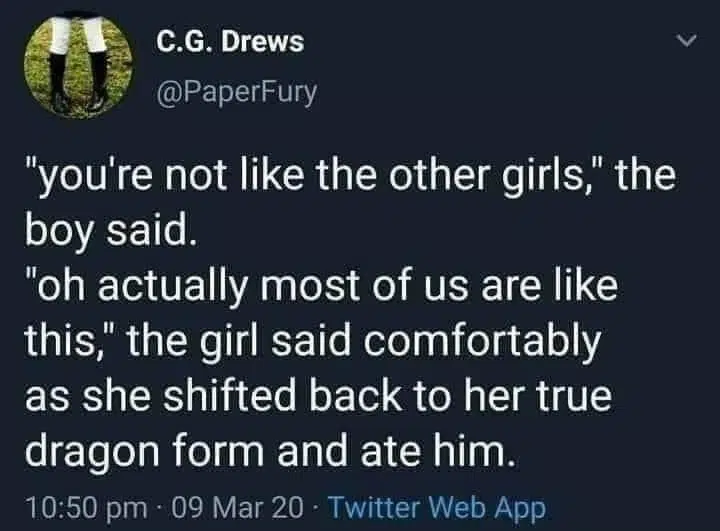 C.G. Drews
@PaperFury
"you're not like the other girls," the
boy said.
"oh actually most of us are like
this," the girl said comfortably
as she shifted back to her true
dragon form and ate him.
10:50 pm · 09 Mar 20 · Twitter Web App